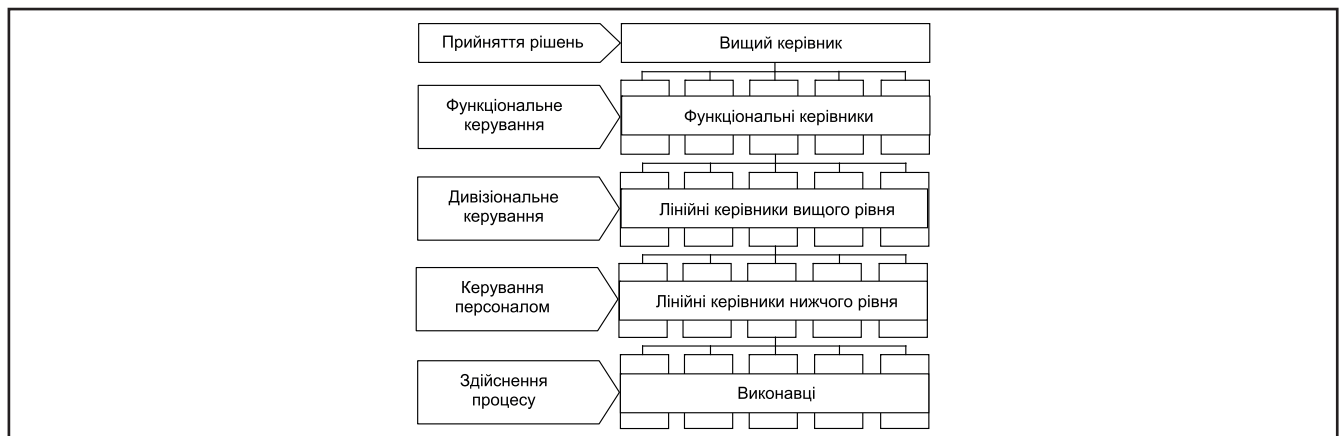 Прийняття рішень
Вищий керівник
Функціональне
керування
Функціональні керівники
Дивізіональне
керування
Лінійні керівники вищого рівня
Керування
персоналом
Лінійні керівники нижчого рівня
Здійснення
процесу
Виконавці